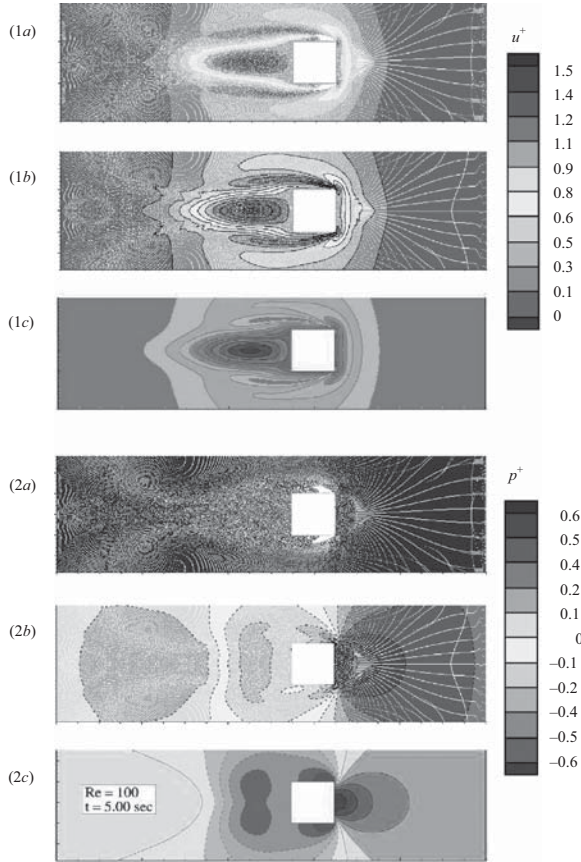 (1a)
u+
1.5
1.4
1.2
1.1
0.9
0.8
0.6
0.5
0.3
0.1
0
(1b)
(1c)
(2a)
p+
0.6
0.5
0.4
0.3
0.2
0.1
0
–0.1
–0.2
–0.4
–0.5
–0.6
(2b)
(2c)
Re = 100
t = 5.00 sec